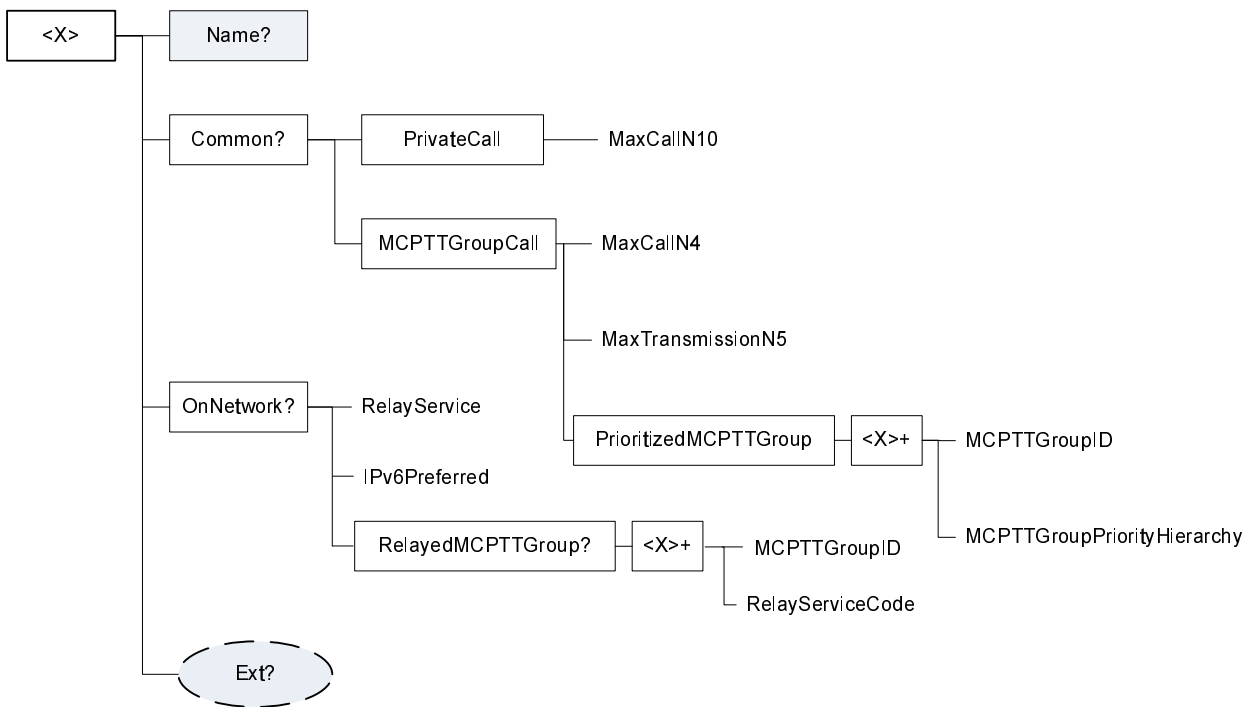 <X>
Name?
Common?
PrivateCall
MaxCallN10
MCPTTGroupCall
MaxCallN4
MaxTransmissionN5
OnNetwork?
RelayService
PrioritizedMCPTTGroup
<X>+
MCPTTGroupID
IPv6Preferred
MCPTTGroupPriorityHierarchy
RelayedMCPTTGroup?
<X>+
MCPTTGroupID
RelayServiceCode
Ext?